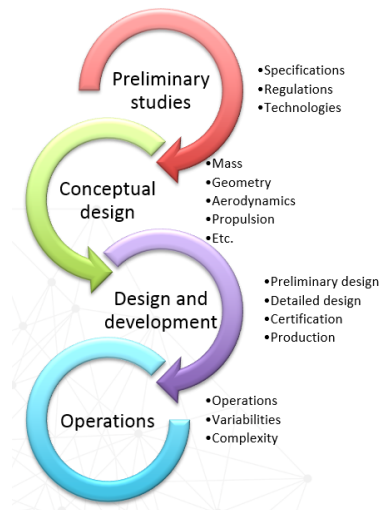 Preliminary
studies
•Specifications
•Regulations
•Technologies
Conceptual
design
•Mass
•Geometry
•Aerodynamics
•Propulsion
•Etc.
Design and
development
•Preliminary design
•Detailed design
•Certification
•Production
Operations
•Operations
•Variabilities
•Complexity